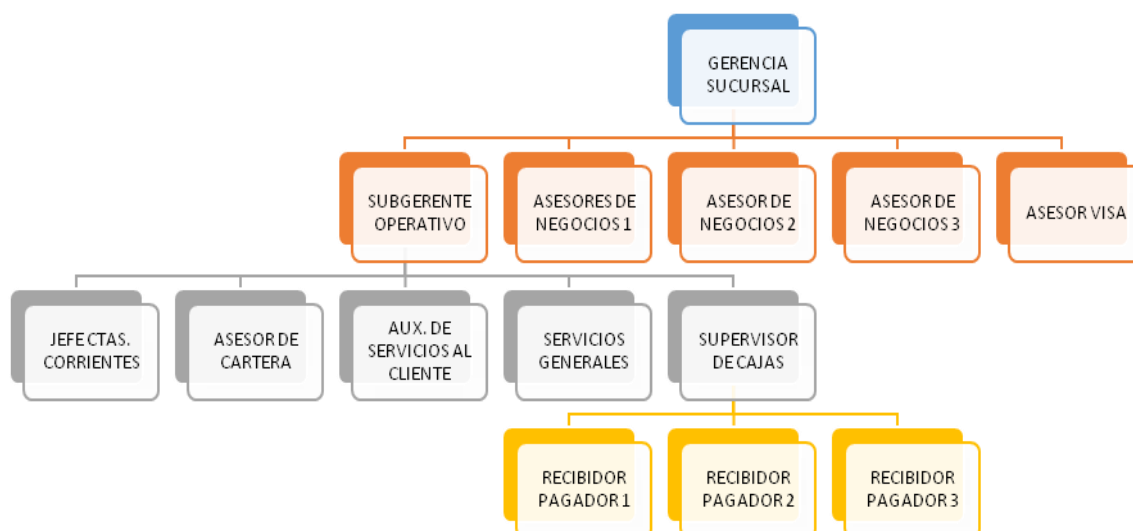 GERENCIA
SUCURSAL
SUBGERENTE
OPERATIVO
ASESORES DE
NEGOCIOS 1
ASESOR DE
NEGOCIOS 2
ASESOR DE
NEGOCIOS 3
ASESOR VISA
JEFE CTAS.
CORRIENTES
ASESOR DE
CARTERA
AUX. DE
SERVICIOS AL
CLIENTE
SERVICIOS
GENERALES
SUPERVISOR
DE CAJAS
RECIBIDOR
PAGADOR 1
RECIBIDOR
PAGADOR 2
RECIBIDOR
PAGADOR 3